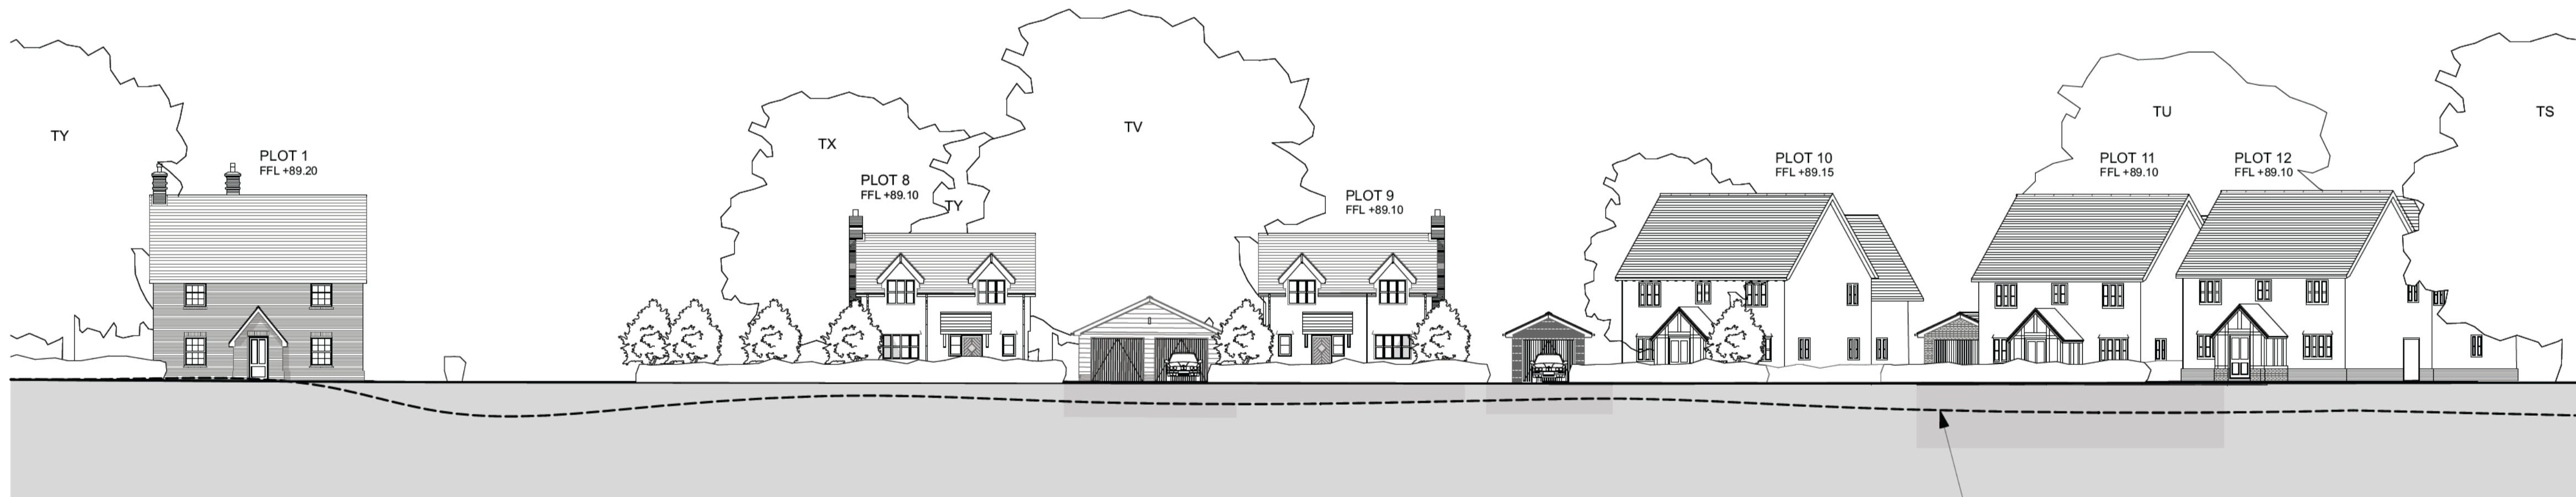 TY
PLOT 1
FFL +89.20
TX
PLOT 8
FFL +89.10
TY
TV
PLOT 9
FFL +89.10
PLOT 10
FFL +89.15
TU
PLOT 11
FFL +89.10
PLOT 12
FFL +89.10
TS